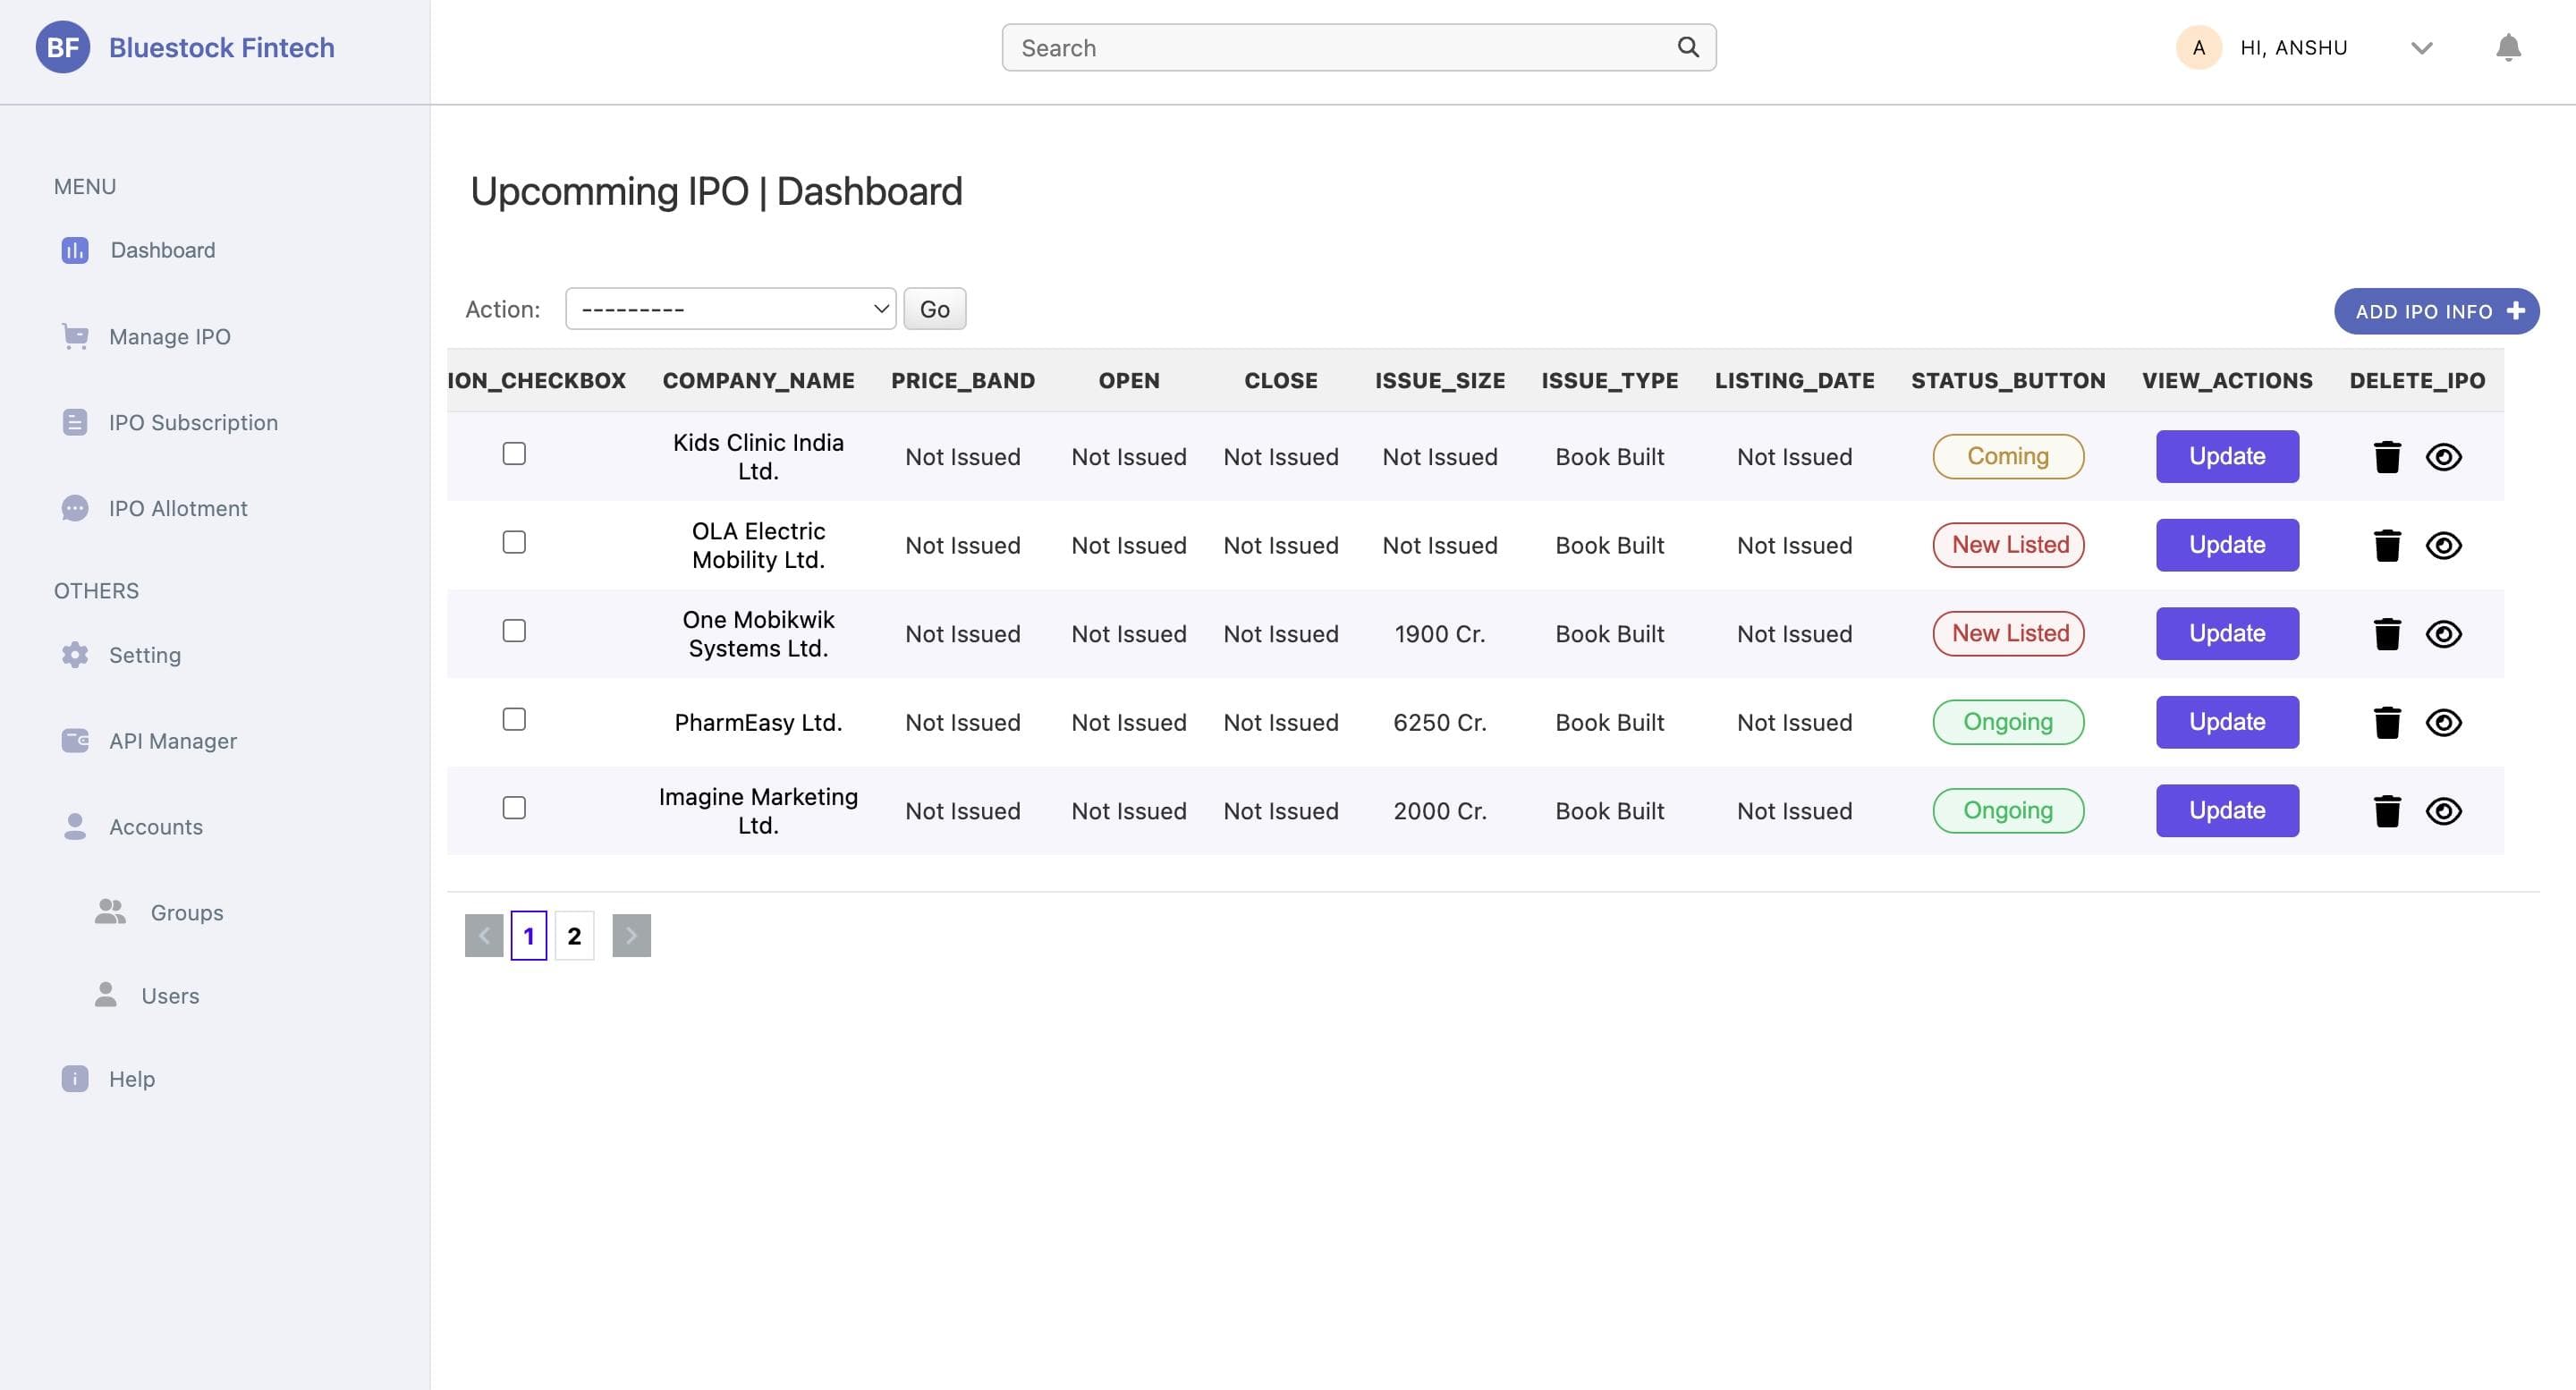 BF Bluestock Fintech
Search
A HI, ANSHU
MENU
Dashboard
Manage IPO
IPO Subscription
IPO Allotment
OTHERS
Setting
API Manager
Accounts
Groups
Users
Help
Upcomming IPO | Dashboard
Action: --------- Go
ADD IPO INFO
ION_CHECKBOX COMPANY_NAME PRICE_BAND OPEN CLOSE ISSUE_SIZE ISSUE_TYPE LISTING_DATE STATUS_BUTTON VIEW_ACTIONS DELETE_IPO
Kids Clinic India
Ltd. Not Issued Not Issued Not Issued Not Issued Book Built Not Issued Coming Update
OLA Electric
Mobility Ltd. Not Issued Not Issued Not Issued Not Issued Book Built Not Issued New Listed Update
One Mobikwik
Systems Ltd. Not Issued Not Issued Not Issued 1900 Cr. Book Built Not Issued New Listed Update
PharmEasy Ltd. Not Issued Not Issued Not Issued 6250 Cr. Book Built Not Issued Ongoing Update
Imagine Marketing
Ltd. Not Issued Not Issued Not Issued 2000 Cr. Book Built Not Issued Ongoing Update
1 2